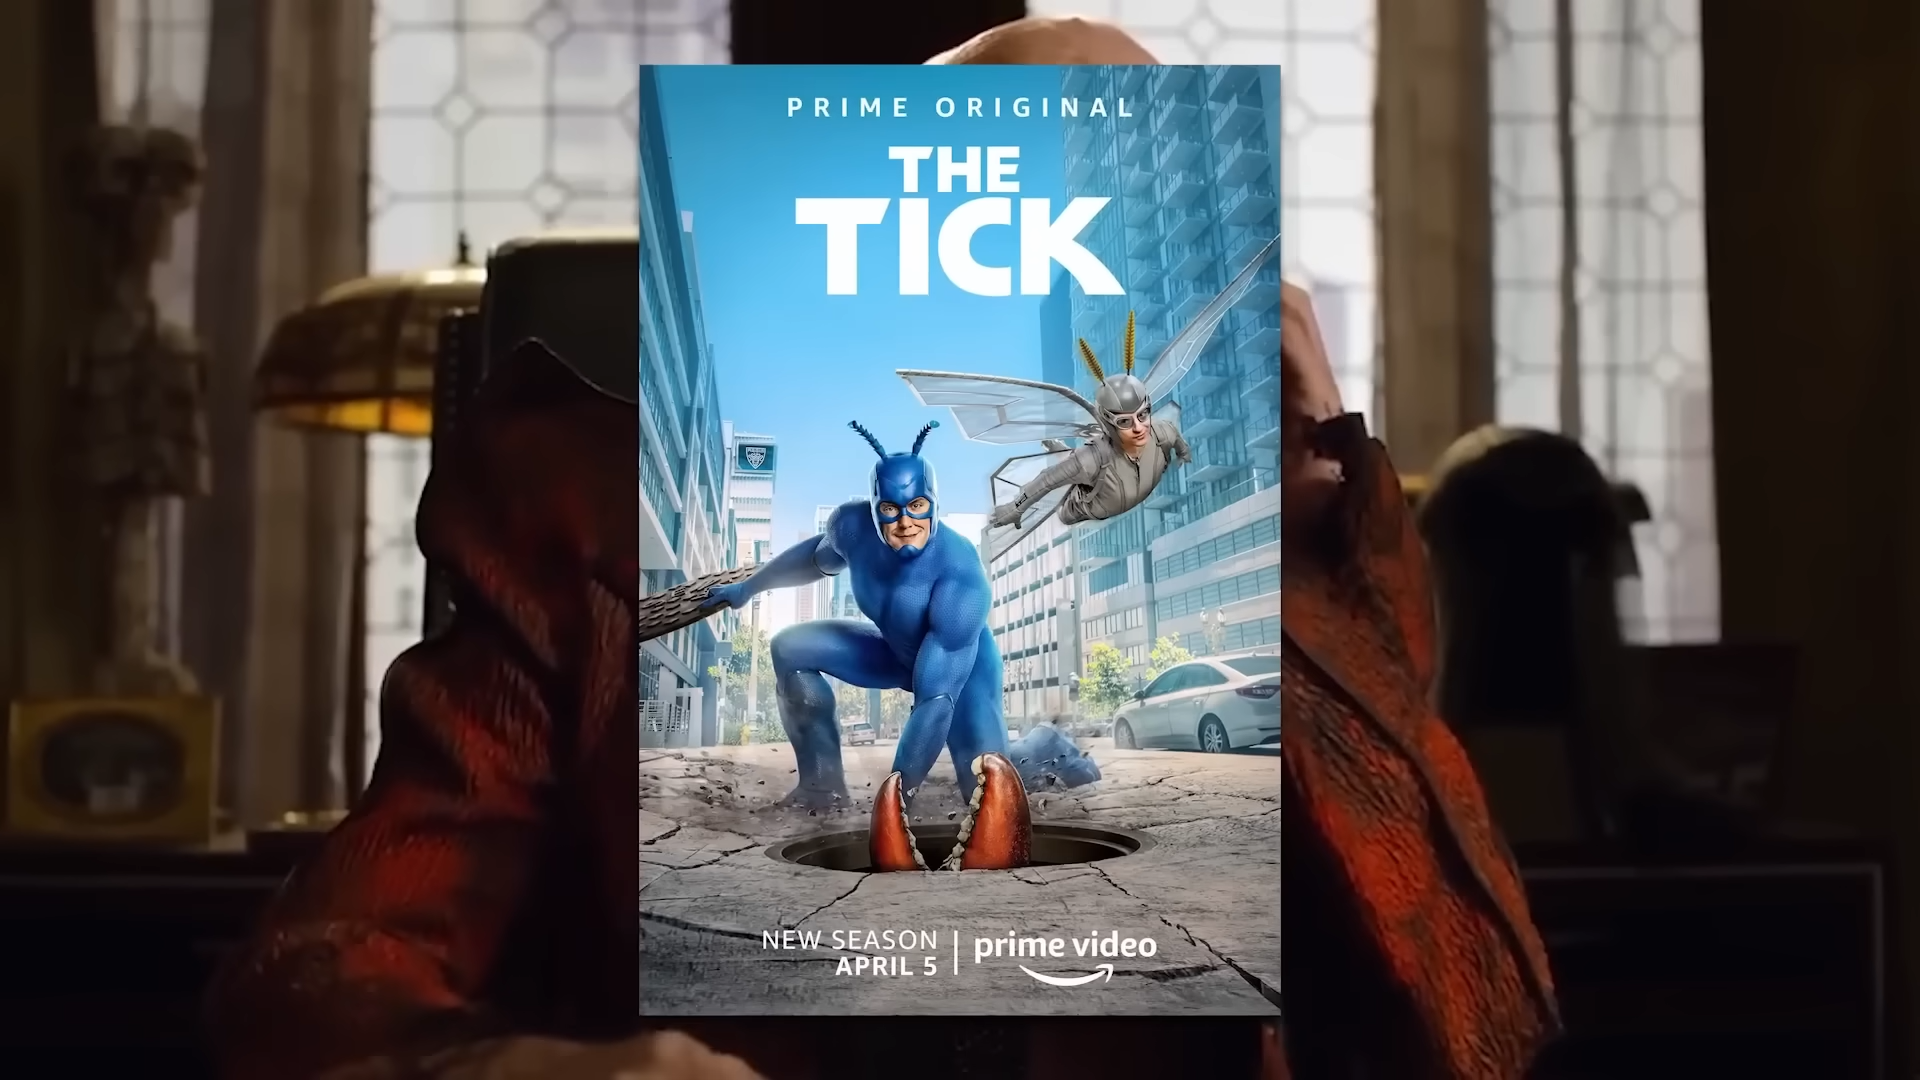 PRIME ORIGINAL
THE
TICK
NEW SEASON
APRIL 5
prime video